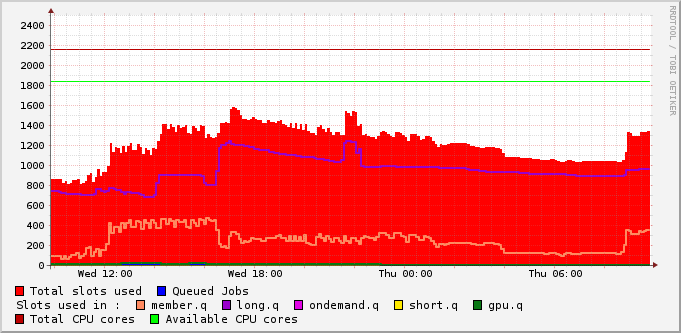 RRDTOOL / TOBI OETIKER
2400
2200
2000
1800
1600
1400
1200
1000
800
600
400
200
0
Wed 12:00 Wed 18:00 Thu 00:00 Thu 06:00
Total slots used Queued Jobs
Slots used in : member.q long.q ondemand.q short.q gpu.q
Total CPU cores Available CPU cores